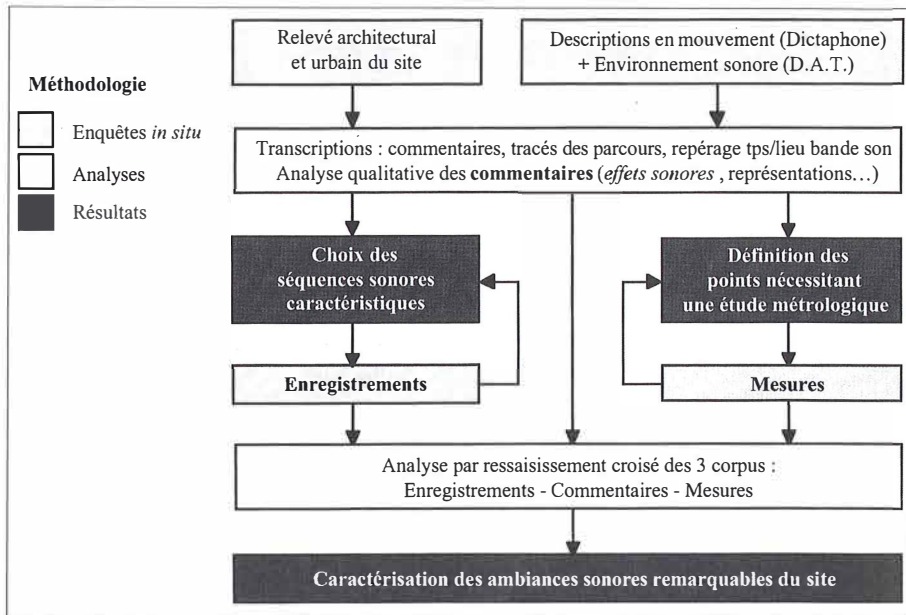 Relevé architectural
et urbain du site
Descriptions en mouvement (Dictaphone)
+ Environnement sonore (D.A.T.)
Méthodologie
Enquêtes in situ
Analyses
Résultats
Transcriptions : commentaires, tracés des parcours, repérage tps/lieu bande son
Analyse qualitative des commentaires (effets sores , représentations…)
Choix des
séquences sonores
caractéristiques
Définition des
points nécessitant
une étude métrologique
Enregistrements
Mesures
Analyse par ressaisissement croisé des 3 corpus :
Enregistrements - Commentaires - Mesures
Caractérisation des ambiances sonores remarquables du site